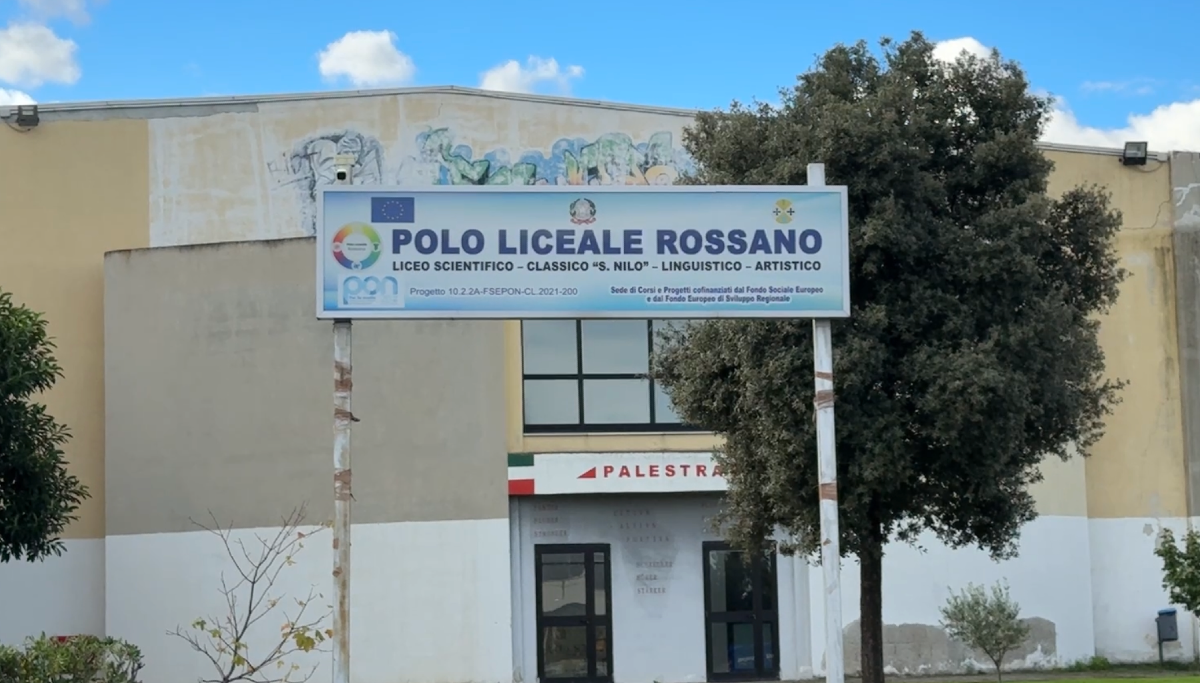 POLO LICEALE ROSSANO
LICEO SCIENTIFICO – CLASSICO “S. NILO” – LINGUISTICO – ARTISTICO
pon
Progetto 10.2.2A-FSEPON-CL.2021-200
Sede di Corsi e Progetti cofinanziati dal Fondo Sociale Europeo
e dal Fondo Europeo di Sviluppo Regionale
PALESTRA